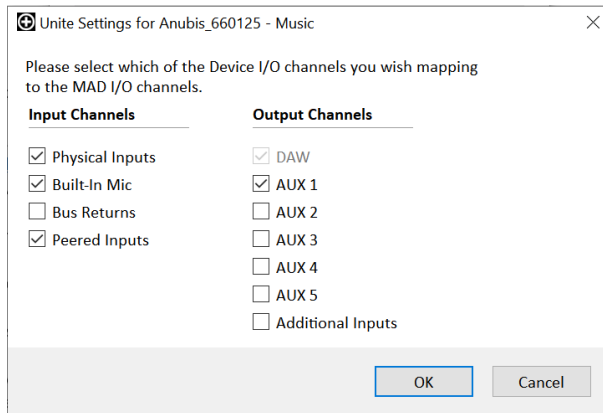 Unite Settings for Anubis_660125 - Music
Please select which of the Device I/O channels you wish mapping
to the MAD I/O channels.
Input Channels
Output Channels
Physical Inputs
DAW
Built-In Mic
AUX 1
Bus Returns
AUX 2
Peered Inputs
AUX 3
AUX 4
AUX 5
Additional Inputs
OK
Cancel